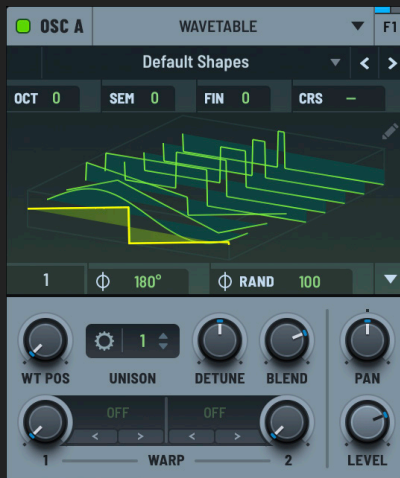 OSC A WAVETABLE F1
Default Shapes < >
OCT 0 SEM 0 FIN 0 CRS –
1 180° RAND 100
1
WT POS UNISON DETUNE BLEND PAN
OFF OFF
< > < >
1 WARP 2 LEVEL